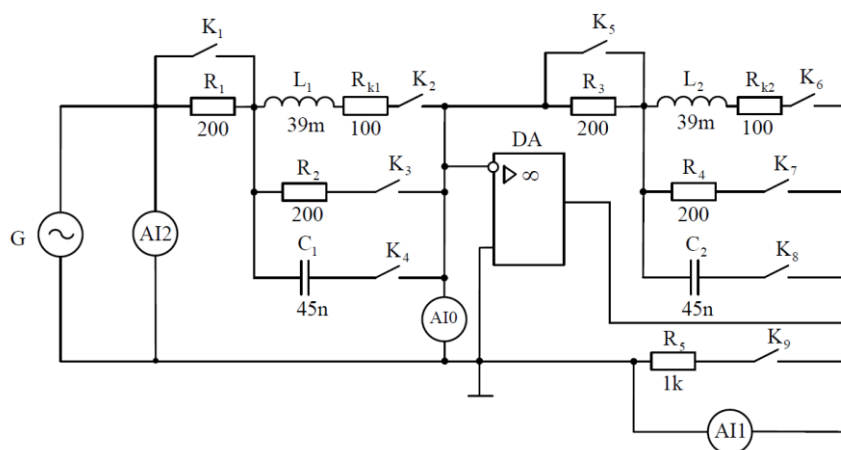 K₁
R₁
200
L₁
39m
Rₖ₁
100
K₂
K₅
R₃
200
L₂
39m
Rₖ₂
100
K₆
DA
▷ ∞
R₂
200
K₃
R₄
200
K₇
G
AI2
C₁
45n
K₄
C₂
45n
K₈
AI0
R₅
1k
K₉
AI1